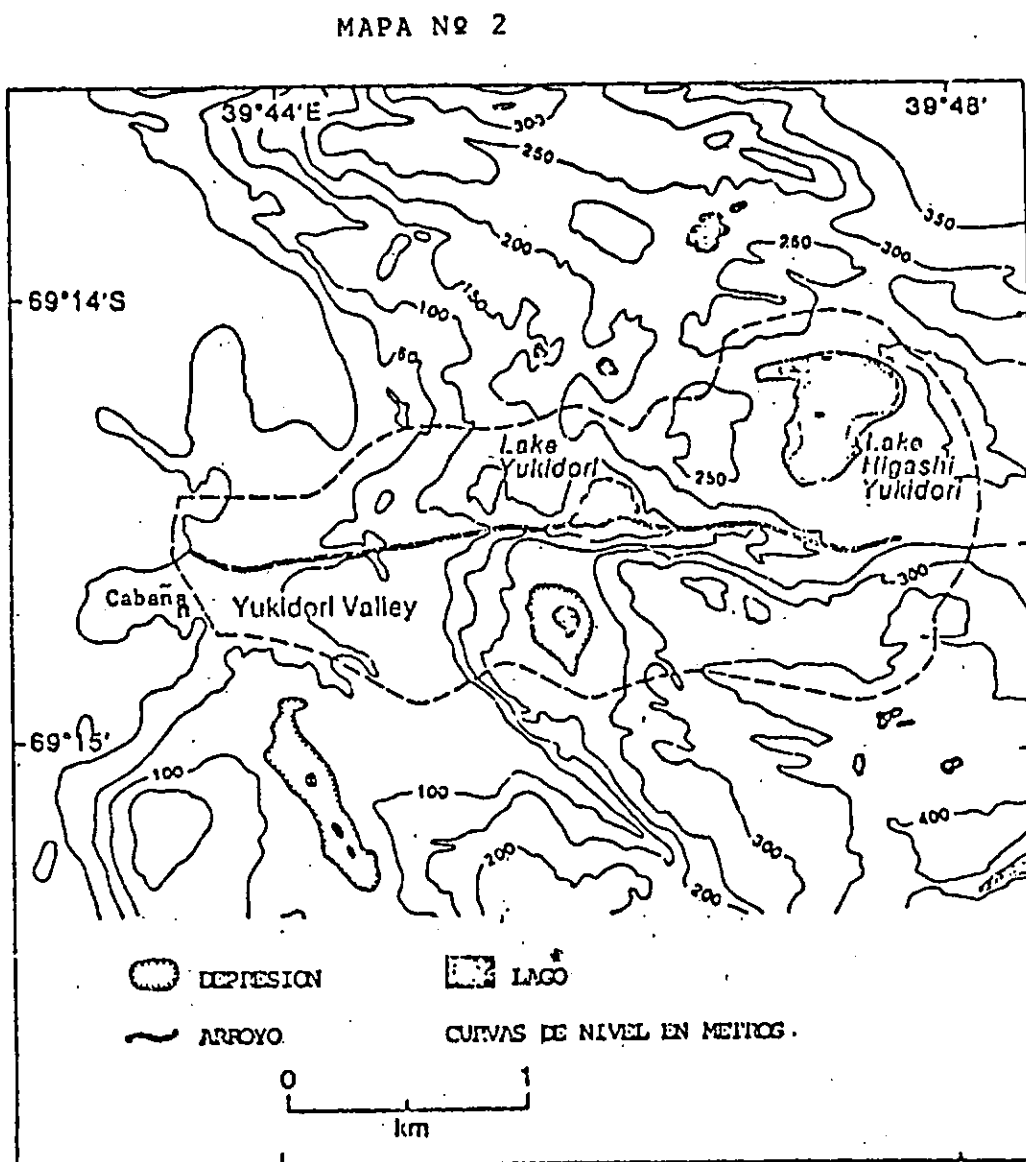 MAPA Nº 2
39°44'E
39°48'
300
250
350
200
250
300
69°14'S
150
100
50
Lake
Yukidori
Lake
Higashi
Yukidori
250
300
Cabaña
Yukidori Valley
69°15'
100
100
200
300
200
400
DEPRESION
LAGO
ARROYO
CURVAS DE NIVEL EN METROS.
0
1
km